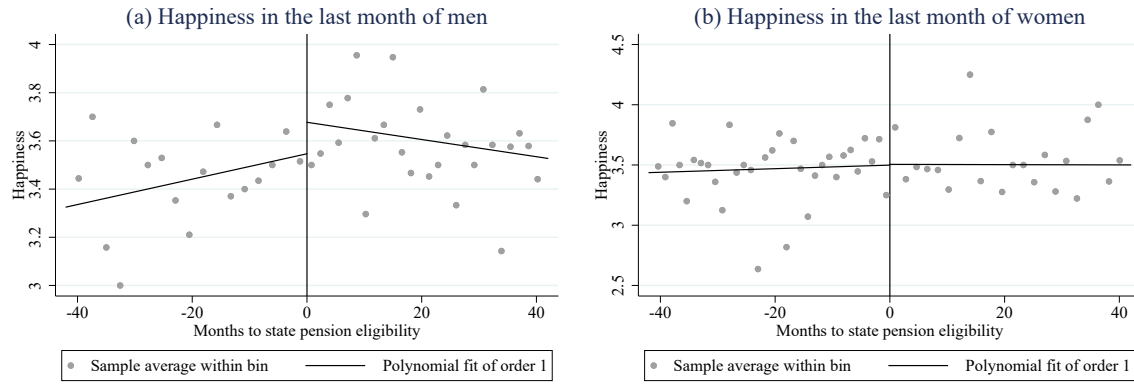 (a) Happiness in the last month of men
Happiness
4
3.8
3.6
3.4
3.2
3
-40 -20 0 20 40
Months to state pension eligibility
Sample average within bin Polynomial fit of order 1
(b) Happiness in the last month of women
Happiness
4.5
4
3.5
3
2.5
-40 -20 0 20 40
Months to state pension eligibility
Sample average within bin Polynomial fit of order 1